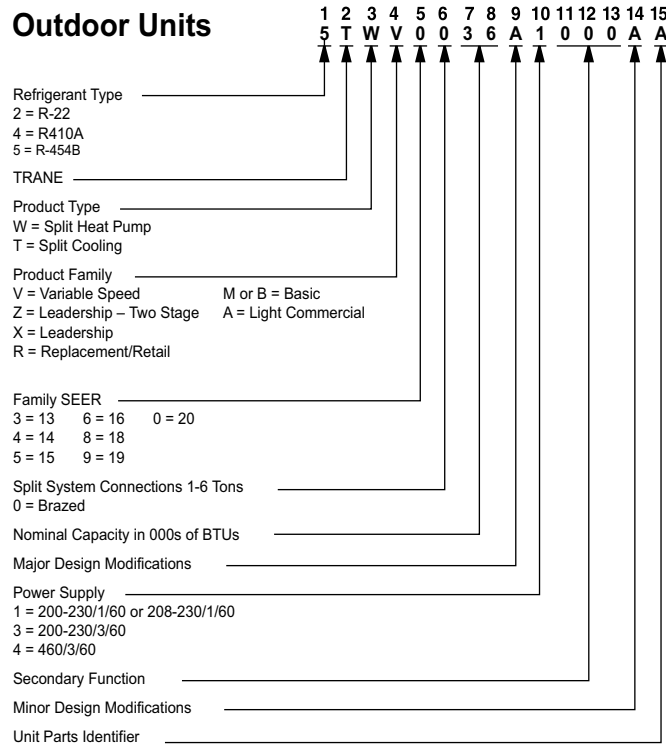 Outdoor Units
1 2 3 4 5 6 7 8 9 10 11 12 13 14 15
5 T W V 0 0 3 6 A 1 0 0 0 A A
Refrigerant Type
2 = R-22
4 = R410A
5 = R-454B
TRANE
Product Type
W = Split Heat Pump
T = Split Cooling
Product Family
V = Variable Speed M or B = Basic
Z = Leadership – Two Stage A = Light Commercial
X = Leadership
R = Replacement/Retail
Family SEER
3 = 13 6 = 16 0 = 20
4 = 14 8 = 18
5 = 15 9 = 19
Split System Connections 1-6 Tons
0 = Brazed
Nominal Capacity in 000s of BTUs
Major Design Modifications
Power Supply
1 = 200-230/1/60 or 208-230/1/60
3 = 200-230/3/60
4 = 460/3/60
Secondary Function
Minor Design Modifications
Unit Parts Identifier